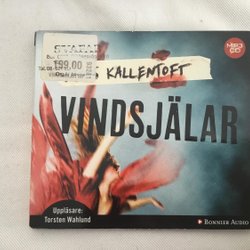 199.00
KALLENTOFT
MP3
CD
VINDSJÄLAR
Uppläsare:
Torsten Wahlund
BONNIER AUDIO